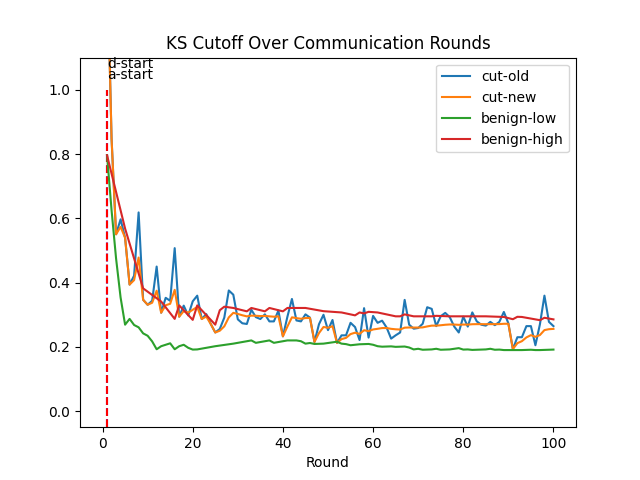 KS Cutoff Over Communication Rounds
d-start
a-start
cut-old
cut-new
benign-low
benign-high
1.0
0.8
0.6
0.4
0.2
0.0
0
20
40
60
80
100
Round